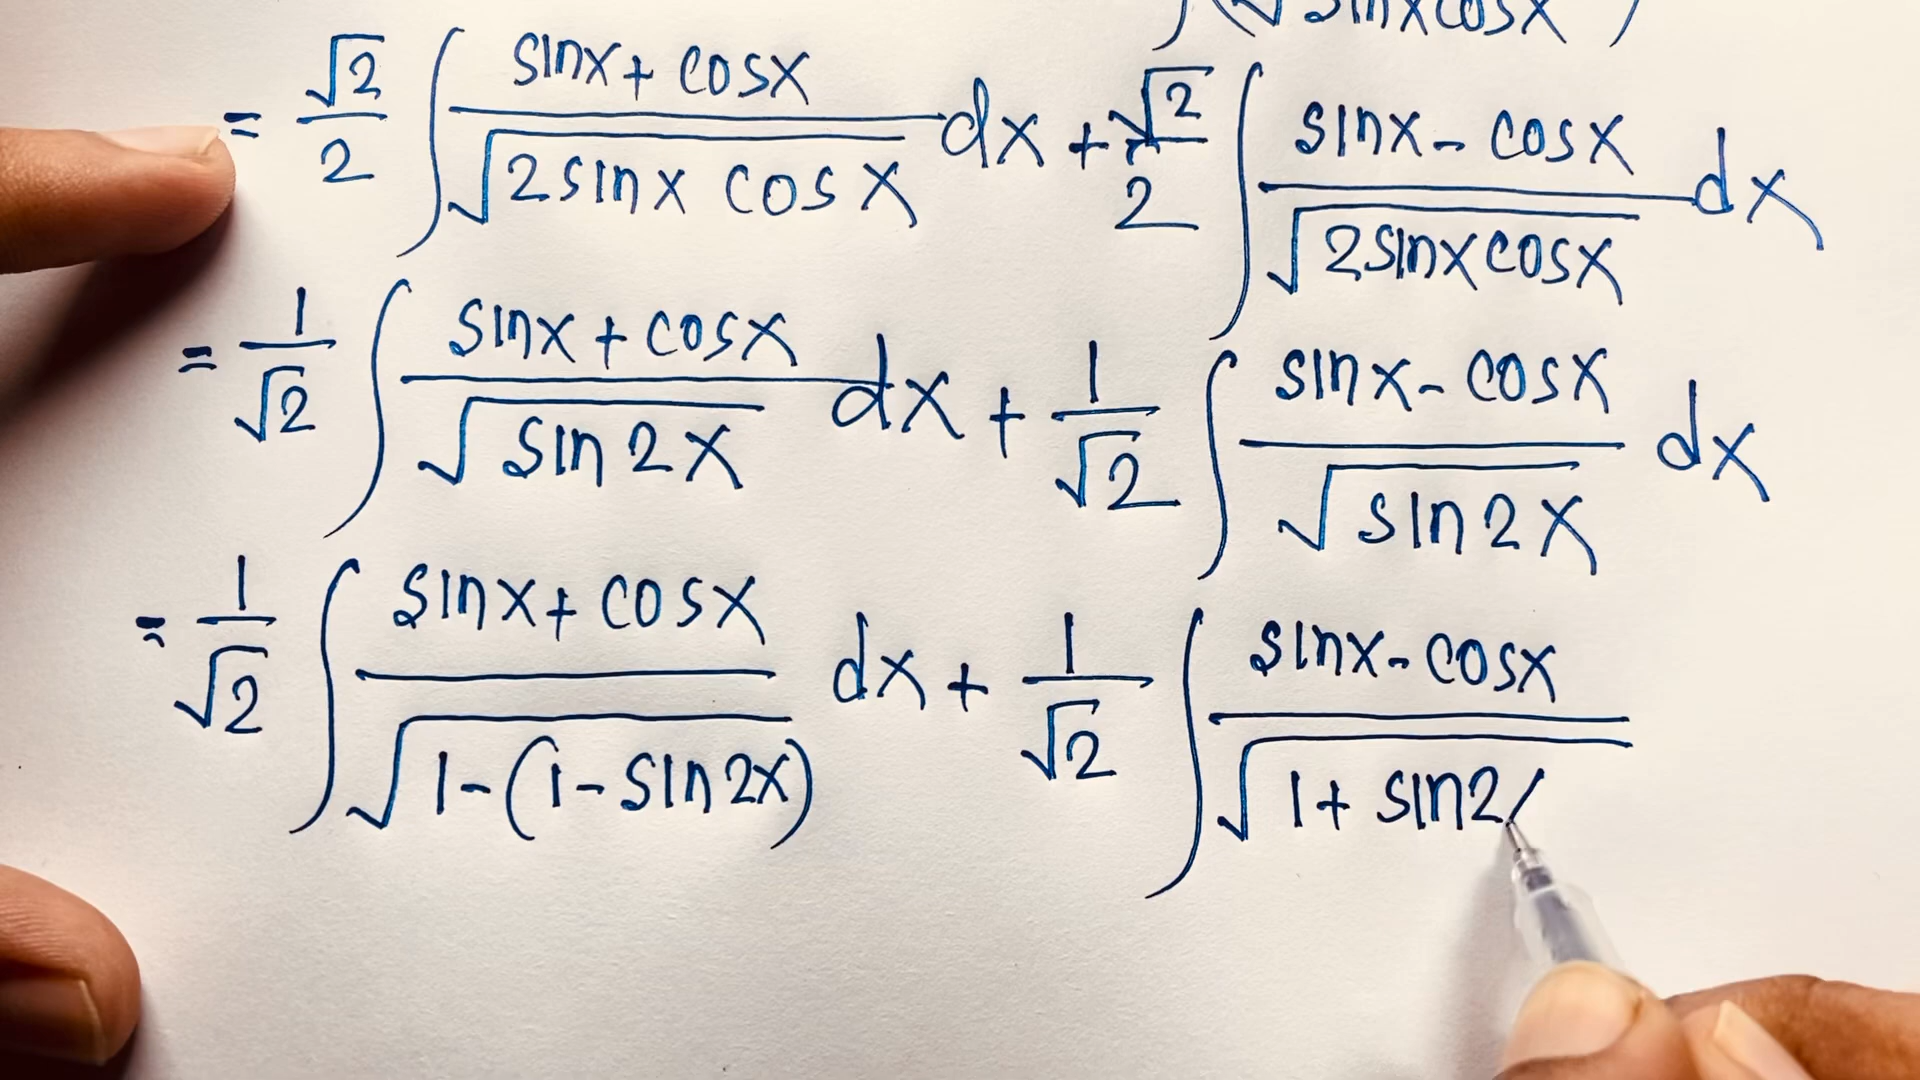 ∫(√sinxcosx)
= √2/2 ∫ sinx + cosx / √(2sinx cosx) dx + √2/2 ∫ sinx - cosx / √(2sinxcosx) dx
= 1/√2 ∫ sinx + cosx / √(sin2x) dx + 1/√2 ∫ sinx - cosx / √(sin2x) dx
= 1/√2 ∫ sinx + cosx / √(1-(1-sin2x)) dx + 1/√2 ∫ sinx - cosx / √(1 + sin2